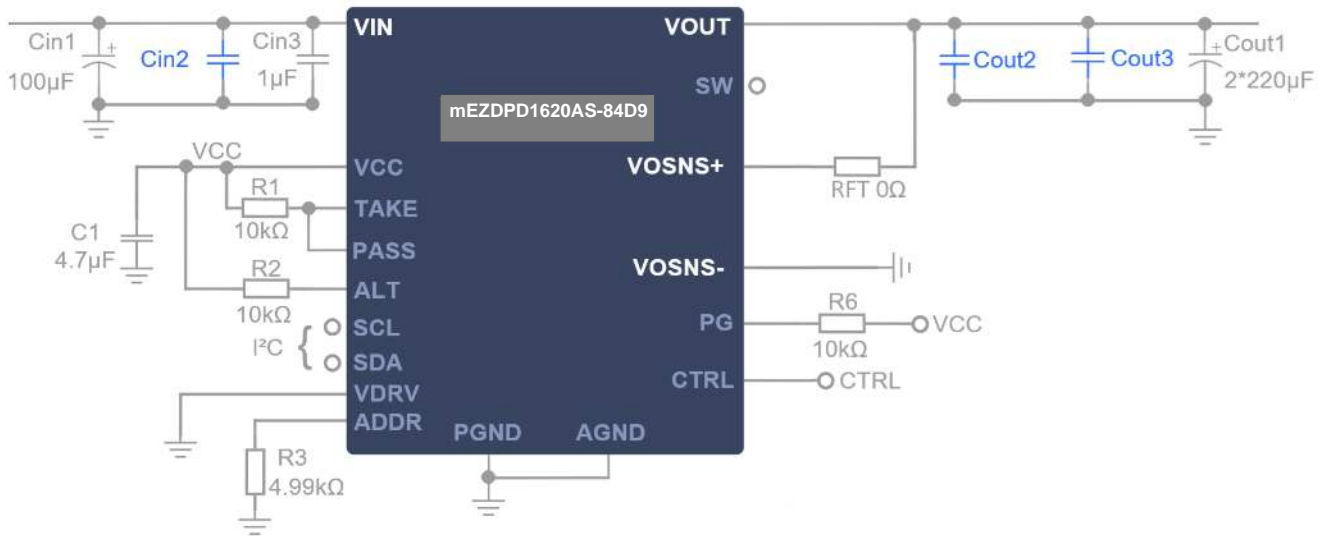 VIN
VOUT
Cin1
+
100µF
Cin2
Cin3
1µF
SW
Cout2
Cout3
+
Cout1
2*220µF
mEZDPD1620AS-84D9
VCC
VCC
VOSNS+
RFT 0Ω
R1
10kΩ
TAKE
C1
4.7µF
PASS
R2
10kΩ
ALT
VOSNS-
I²C
{
SCL
SDA
PG
R6
10kΩ
VCC
VDRV
CTRL
CTRL
ADDR
R3
4.99kΩ
PGND
AGND